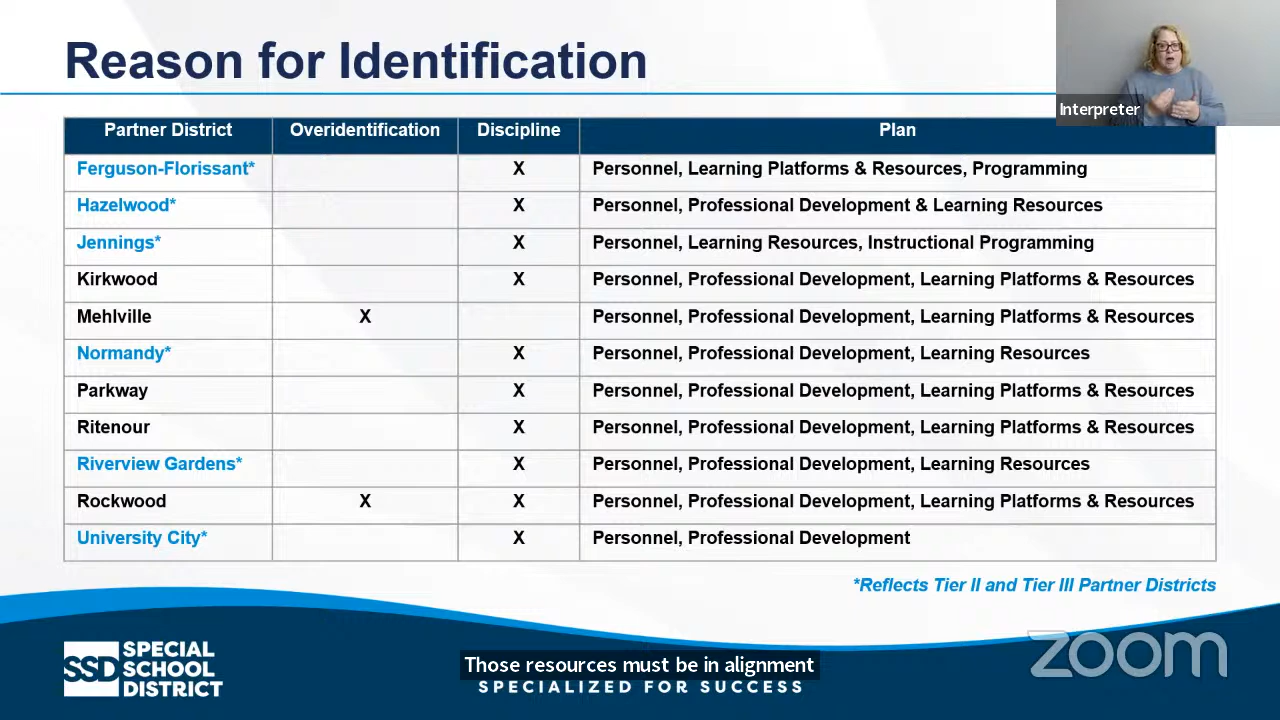 Reason for Identification
Interpreter
Partner District Overidentification Discipline Plan
Ferguson-Florissant* X Personnel, Learning Platforms & Resources, Programming
Hazelwood* X Personnel, Professional Development & Learning Resources
Jennings* X Personnel, Learning Resources, Instructional Programming
Kirkwood X Personnel, Professional Development, Learning Platforms & Resources
Mehlville X Personnel, Professional Development, Learning Platforms & Resources
Normandy* X Personnel, Professional Development, Learning Resources
Parkway X Personnel, Professional Development, Learning Platforms & Resources
Ritenour X Personnel, Professional Development, Learning Platforms & Resources
Riverview Gardens* X Personnel, Professional Development, Learning Resources
Rockwood X X Personnel, Professional Development, Learning Platforms & Resources
University City* X Personnel, Professional Development
*Reflects Tier II and Tier III Partner Districts
SSD SPECIAL
SCHOOL
DISTRICT
Those resources must be in alignment
SPECIALIZED FOR SUCCESS
zoom